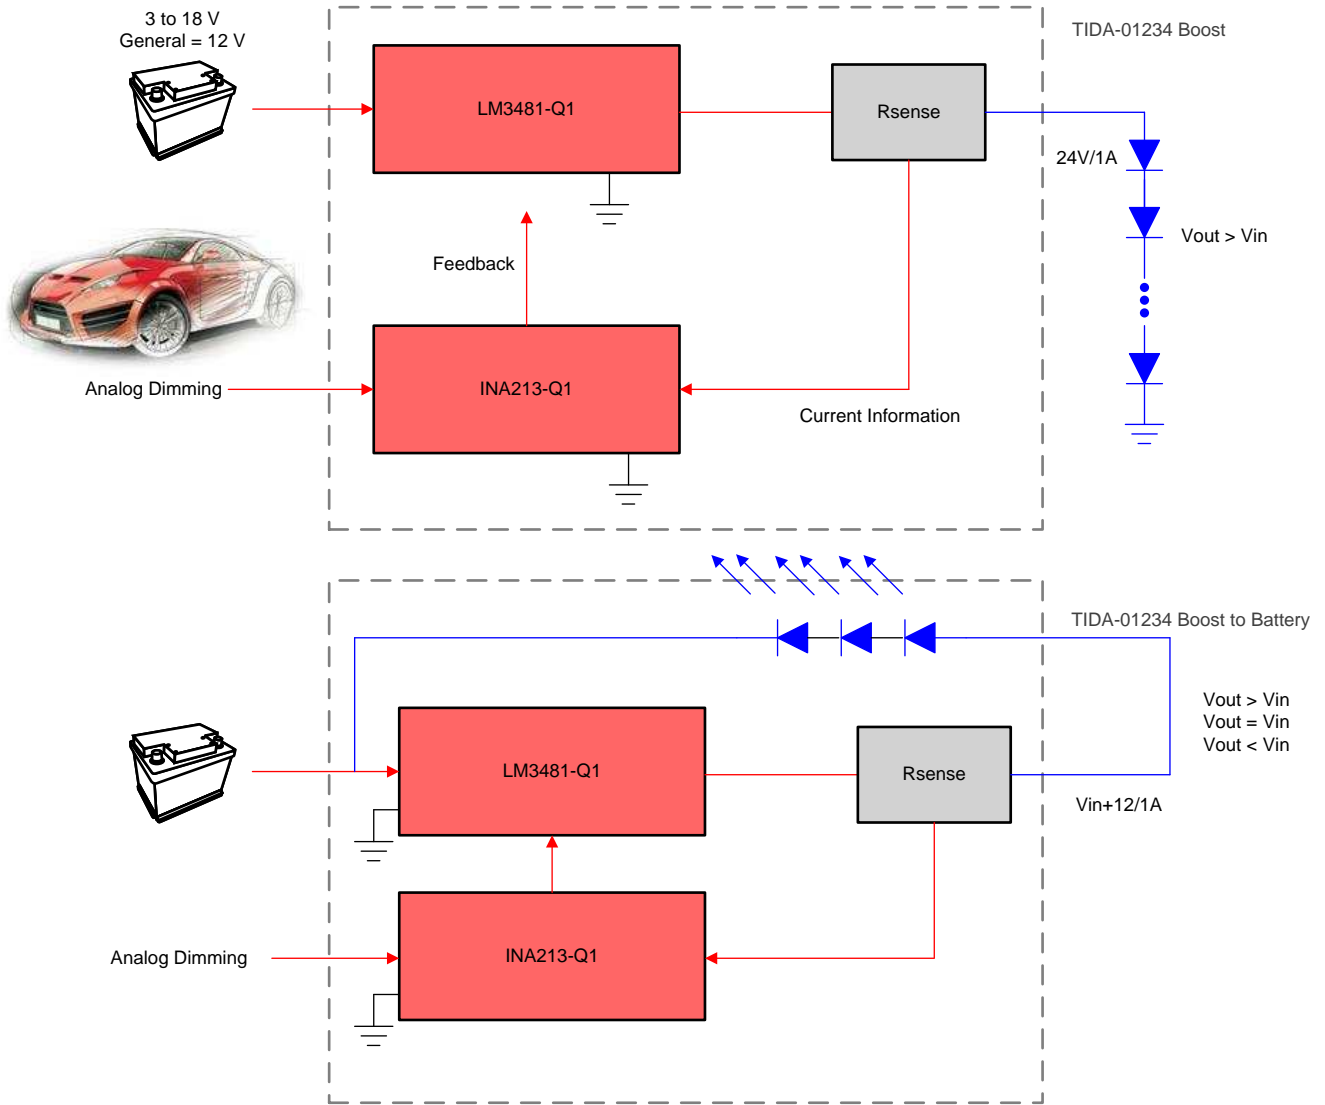 3 to 18 V
General = 12 V
TIDA-01234 Boost
LM3481-Q1
Rsense
24V/1A
Vout > Vin
Feedback
Analog Dimming
INA213-Q1
Current Information
TIDA-01234 Boost to Battery
Vout > Vin
Vout = Vin
Vout < Vin
LM3481-Q1
Rsense
Vin+12/1A
Analog Dimming
INA213-Q1